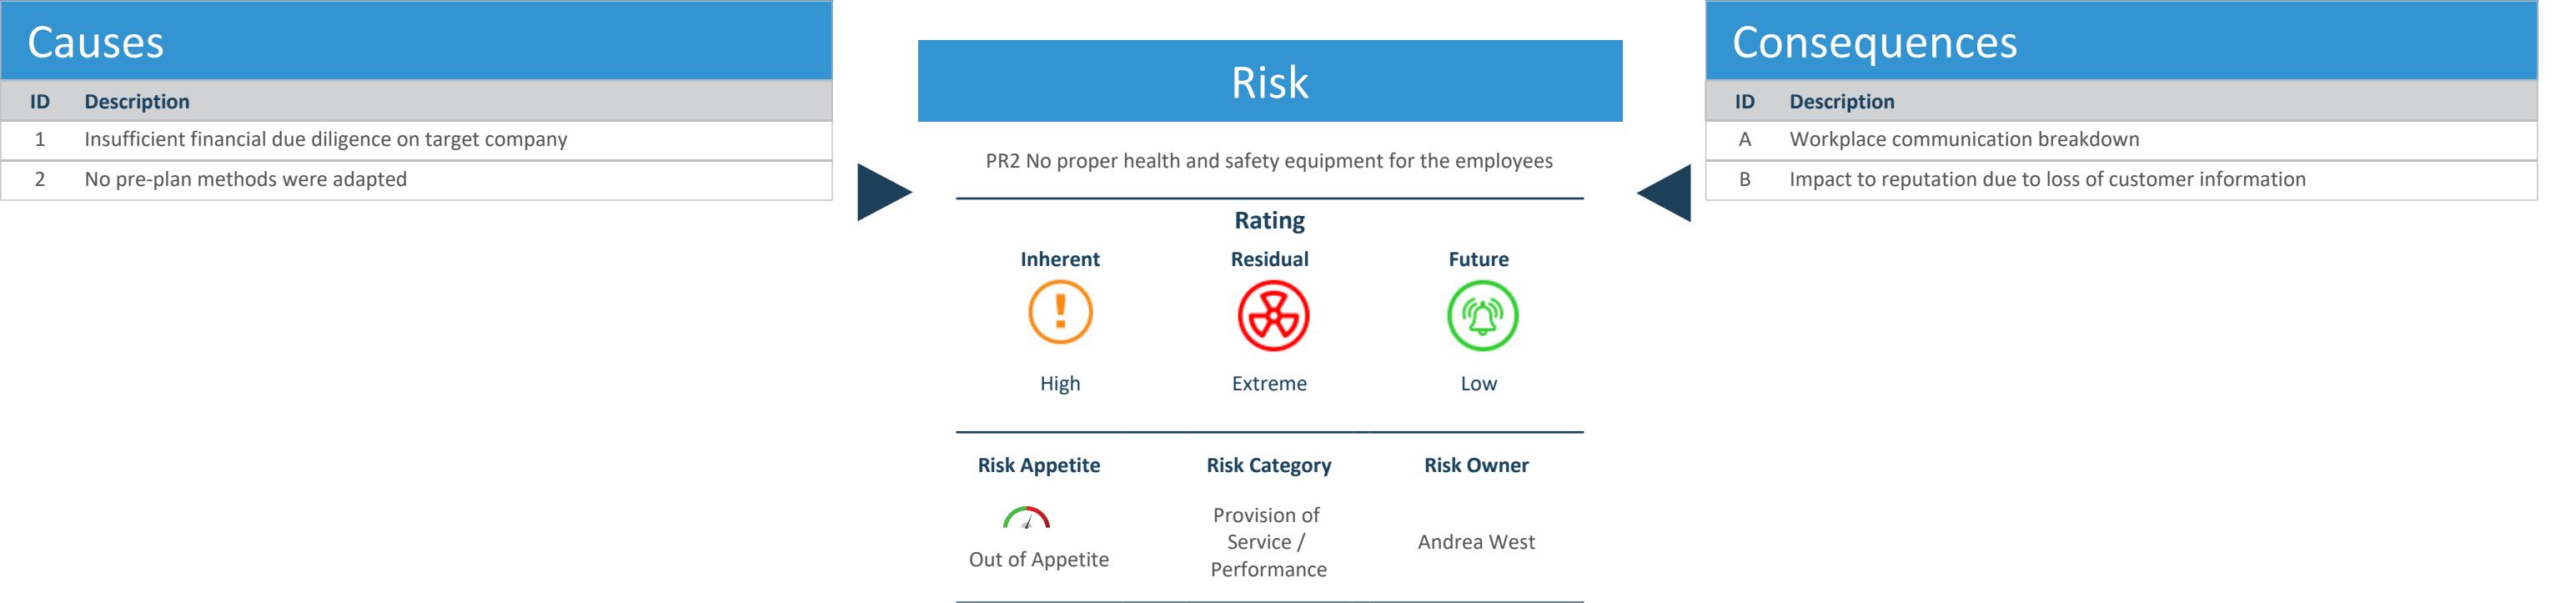 Causes
ID Description
1 Insufficient financial due diligence on target company
2 No pre-plan methods were adapted
Risk
PR2 No proper health and safety equipment for the employees
Rating
Inherent Residual Future
High Extreme Low
Risk Appetite Risk Category Risk Owner
Out of Appetite
Provision of
Service /
Performance
Andrea West
Consequences
ID Description
A Workplace communication breakdown
B Impact to reputation due to loss of customer information